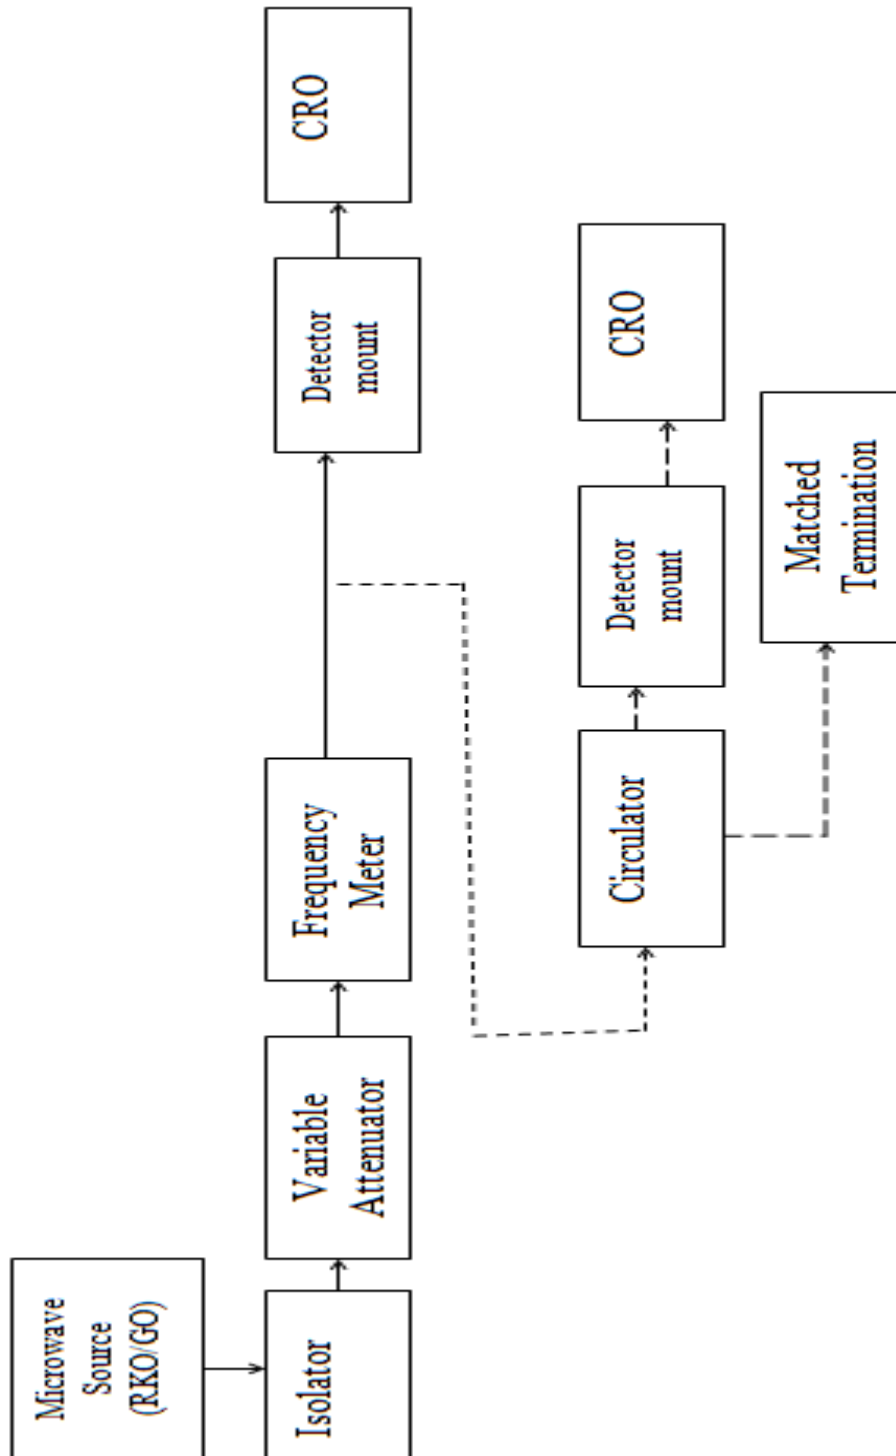 Microwave
Source
(RKO/GO)
Isolator
Variable
Attenuator
Frequency
Meter
Detector
mount
CRO
Circulator
Detector
mount
CRO
Matched
Termination